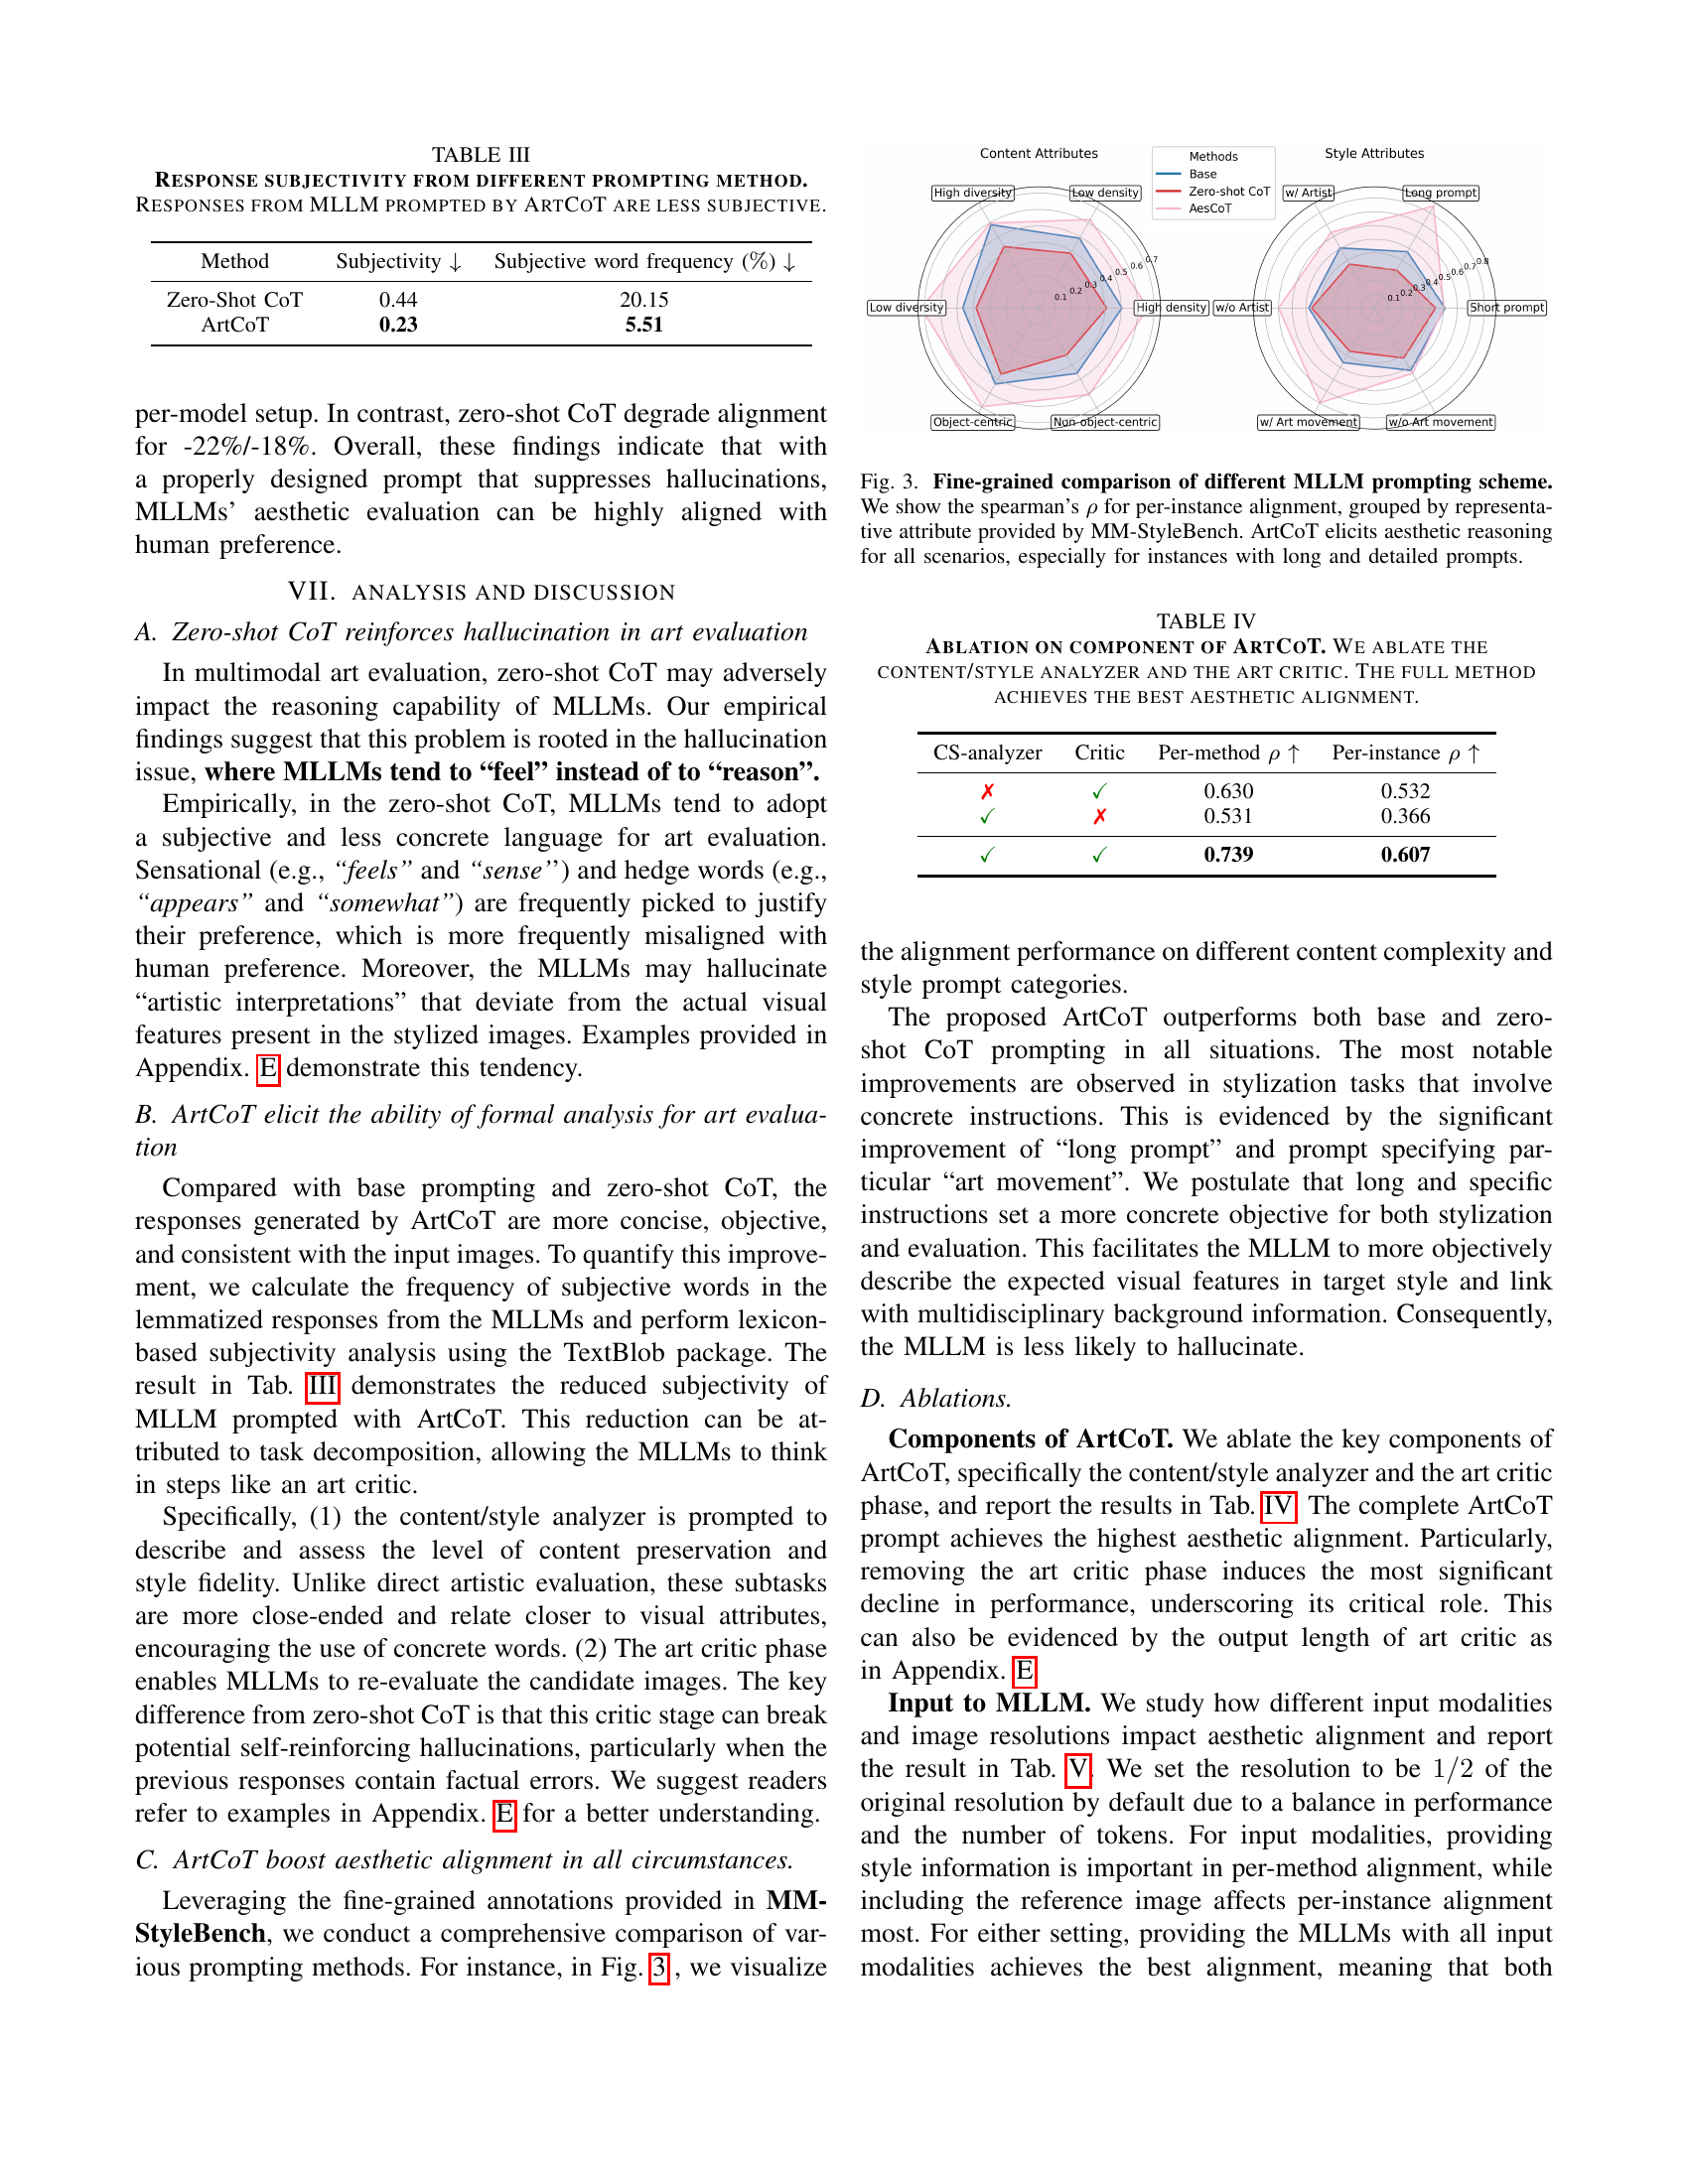 TABLE III
RESPONSE SUBJECTIVITY FROM DIFFERENT PROMPTING METHOD.
RESPONSES FROM MLLM PROMPTED BY ARTCOT ARE LESS SUBJECTIVE.
Method Subjectivity ↓ Subjective word frequency (%) ↓
Zero-Shot CoT 0.44 20.15
ArtCoT 0.23 5.51
per-model setup. In contrast, zero-shot CoT degrade alignment
for -22%/-18%. Overall, these findings indicate that with
a properly designed prompt that suppresses hallucinations,
MLLMs’ aesthetic evaluation can be highly aligned with
human preference.
VII. ANALYSIS AND DISCUSSION
A. Zero-shot CoT reinforces hallucination in art evaluation
In multimodal art evaluation, zero-shot CoT may adversely
impact the reasoning capability of MLLMs. Our empirical
findings suggest that this problem is rooted in the hallucination
issue, where MLLMs tend to “feel” instead of to “reason”.
Empirically, in the zero-shot CoT, MLLMs tend to adopt
a subjective and less concrete language for art evaluation.
Sensational (e.g., “feels” and “sense’’) and hedge words (e.g.,
“appears” and “somewhat”) are frequently picked to justify
their preference, which is more frequently misaligned with
human preference. Moreover, the MLLMs may hallucinate
“artistic interpretations” that deviate from the actual visual
features present in the stylized images. Examples provided in
Appendix. E demonstrate this tendency.
B. ArtCoT elicit the ability of formal analysis for art evalua-
tion
Compared with base prompting and zero-shot CoT, the
responses generated by ArtCoT are more concise, objective,
and consistent with the input images. To quantify this improve-
ment, we calculate the frequency of subjective words in the
lemmatized responses from the MLLMs and perform lexicon-
based subjectivity analysis using the TextBlob package. The
result in Tab. III demonstrates the reduced subjectivity of
MLLM prompted with ArtCoT. This reduction can be at-
tributed to task decomposition, allowing the MLLMs to think
in steps like an art critic.
Specifically, (1) the content/style analyzer is prompted to
describe and assess the level of content preservation and
style fidelity. Unlike direct artistic evaluation, these subtasks
are more close-ended and relate closer to visual attributes,
encouraging the use of concrete words. (2) The art critic phase
enables MLLMs to re-evaluate the candidate images. The key
difference from zero-shot CoT is that this critic stage can break
potential self-reinforcing hallucinations, particularly when the
previous responses contain factual errors. We suggest readers
refer to examples in Appendix. E for a better understanding.
C. ArtCoT boost aesthetic alignment in all circumstances.
Leveraging the fine-grained annotations provided in MM-
StyleBench, we conduct a comprehensive comparison of var-
ious prompting methods. For instance, in Fig. 3 , we visualize
Content Attributes
High diversity
Low density
Low diversity
High density
Object-centric
Non object-centric
0.1 0.2 0.3 0.4 0.5 0.6 0.7
Methods
Base
Zero-shot CoT
AesCoT
Style Attributes
w/ Artist
Long prompt
w/o Artist
Short prompt
w/ Art movement
w/o Art movement
0.1 0.2 0.3 0.4 0.5 0.6 0.7 0.8
Fig. 3. Fine-grained comparison of different MLLM prompting scheme.
We show the spearman’s ρ for per-instance alignment, grouped by representa-
tive attribute provided by MM-StyleBench. ArtCoT elicits aesthetic reasoning
for all scenarios, especially for instances with long and detailed prompts.
TABLE IV
ABLATION ON COMPONENT OF ARTCOT. WE ABLATE THE
CONTENT/STYLE ANALYZER AND THE ART CRITIC. THE FULL METHOD
ACHIEVES THE BEST AESTHETIC ALIGNMENT.
CS-analyzer Critic Per-method ρ ↑ Per-instance ρ ↑
✗ ✓ 0.630 0.532
✓ ✗ 0.531 0.366
✓ ✓ 0.739 0.607
the alignment performance on different content complexity and
style prompt categories.
The proposed ArtCoT outperforms both base and zero-
shot CoT prompting in all situations. The most notable
improvements are observed in stylization tasks that involve
concrete instructions. This is evidenced by the significant
improvement of “long prompt” and prompt specifying par-
ticular “art movement”. We postulate that long and specific
instructions set a more concrete objective for both stylization
and evaluation. This facilitates the MLLM to more objectively
describe the expected visual features in target style and link
with multidisciplinary background information. Consequently,
the MLLM is less likely to hallucinate.
D. Ablations.
Components of ArtCoT. We ablate the key components of
ArtCoT, specifically the content/style analyzer and the art critic
phase, and report the results in Tab. IV The complete ArtCoT
prompt achieves the highest aesthetic alignment. Particularly,
removing the art critic phase induces the most significant
decline in performance, underscoring its critical role. This
can also be evidenced by the output length of art critic as
in Appendix. E
Input to MLLM. We study how different input modalities
and image resolutions impact aesthetic alignment and report
the result in Tab. V. We set the resolution to be 1/2 of the
original resolution by default due to a balance in performance
and the number of tokens. For input modalities, providing
style information is important in per-method alignment, while
including the reference image affects per-instance alignment
most. For either setting, providing the MLLMs with all input
modalities achieves the best alignment, meaning that both